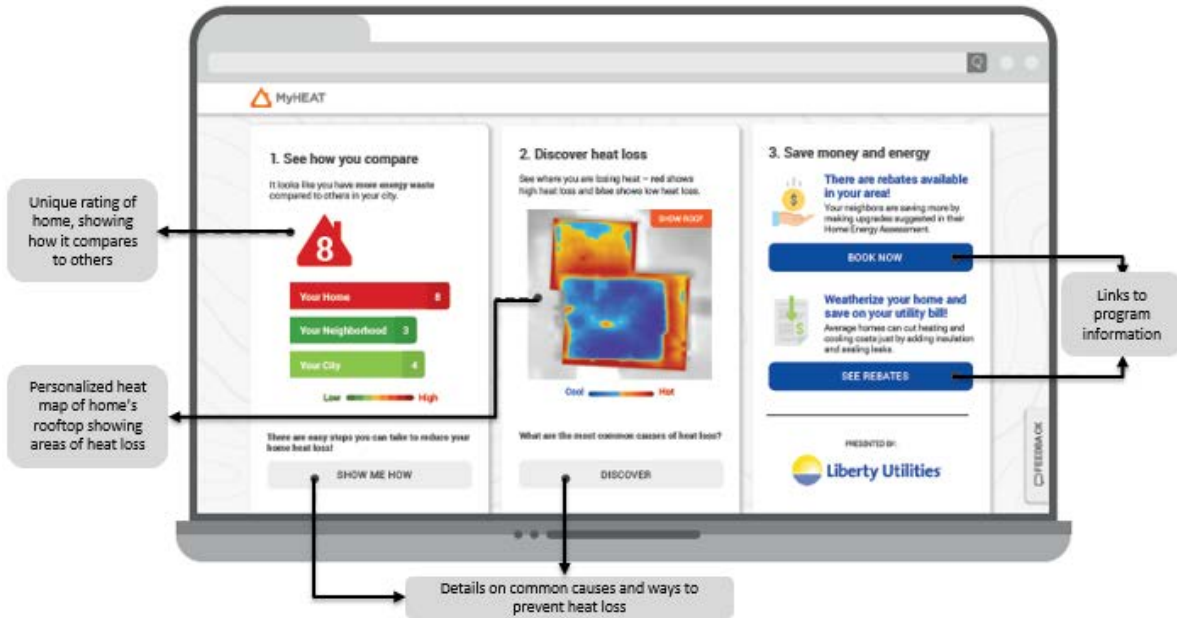 MyHEAT
1. See how you compare
It looks like you have more energy waste
compared to others in your city.
8
Your Home 8
Your Neighborhood 3
Your City 4
Low High
There are easy steps you can take to reduce your
home heat loss!
SHOW ME HOW
2. Discover heat loss
See where you are losing heat – red shows
high heat loss and blue shows low heat loss.
SHOW ROOF
Cool Hot
What are the most common causes of heat loss?
DISCOVER
3. Save money and energy
There are rebates available
in your area!
Your neighbors are saving more by
making upgrades suggested in their
Home Energy Assessment.
BOOK NOW
Weatherize your home and
save on your utility bill!
Average homes can cut heating and
cooling costs just by adding insulation
and sealing leaks.
SEE REBATES
PRESENTED BY:
Liberty Utilities
FEEDBACK
Unique rating of
home, showing
how it compares
to others
Personalized heat
map of home's
rooftop showing
areas of heat loss
Links to
program
information
Details on common causes and ways to
prevent heat loss